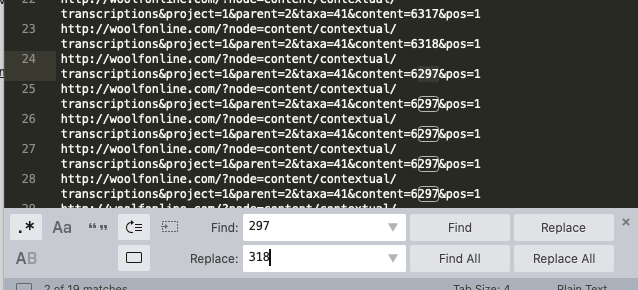 22 http://woolfonline.com/?node=content/contextual/
transcriptions&project=1&parent=2&taxa=41&content=6317&pos=1
23 http://woolfonline.com/?node=content/contextual/
transcriptions&project=1&parent=2&taxa=41&content=6318&pos=1
24 http://woolfonline.com/?node=content/contextual/
transcriptions&project=1&parent=2&taxa=41&content=6297&pos=1
25 http://woolfonline.com/?node=content/contextual/
transcriptions&project=1&parent=2&taxa=41&content=6297&pos=1
26 http://woolfonline.com/?node=content/contextual/
transcriptions&project=1&parent=2&taxa=41&content=6297&pos=1
27 http://woolfonline.com/?node=content/contextual/
transcriptions&project=1&parent=2&taxa=41&content=6297&pos=1
28 http://woolfonline.com/?node=content/contextual/
transcriptions&project=1&parent=2&taxa=41&content=6297&pos=1
29 http://woolfonline.com/?node=content/contextual/
.* Aa “” Find: 297 Find Replace ×
AB Replace: 318 Find All Replace All
2 of 19 matches Tab Size: 4 Plain Text